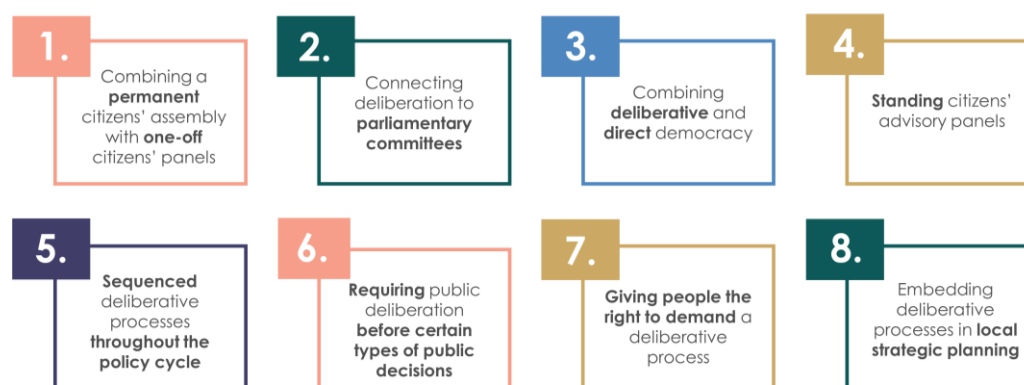 1.
Combining a
permanent
citizens’ assembly
with one-off
citizens’ panels
2.
Connecting
deliberation to
parliamentary
committees
3.
Combining
deliberative and
direct democracy
4.
Standing citizens’
advisory panels
5.
Sequenced
deliberative
processes
throughout the
policy cycle
6.
Requiring public
deliberation
before certain
types of public
decisions
7.
Giving people the
right to demand a
deliberative
process
8.
Embedding
deliberative
processes in local
strategic planning